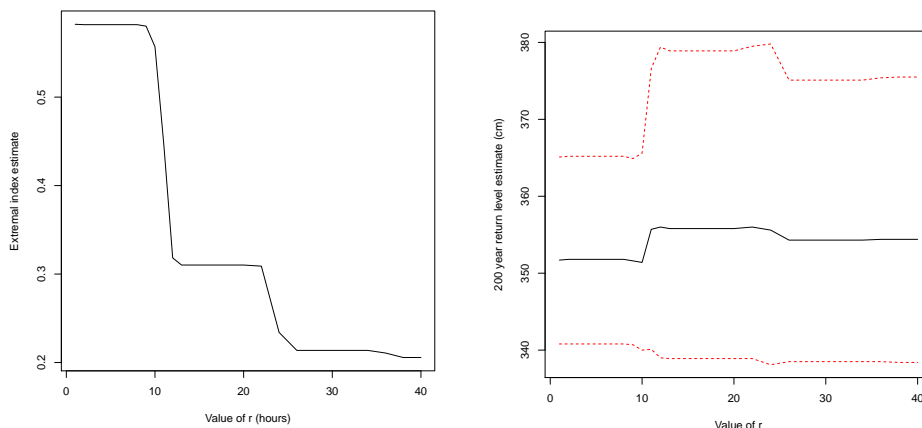 Extremal index estimate
0.5
0.4
0.3
0.2
0 10 20 30 40
Value of r (hours)
200 year return level estimate (cm)
380
370
360
350
340
0 10 20 30 40
Value of r